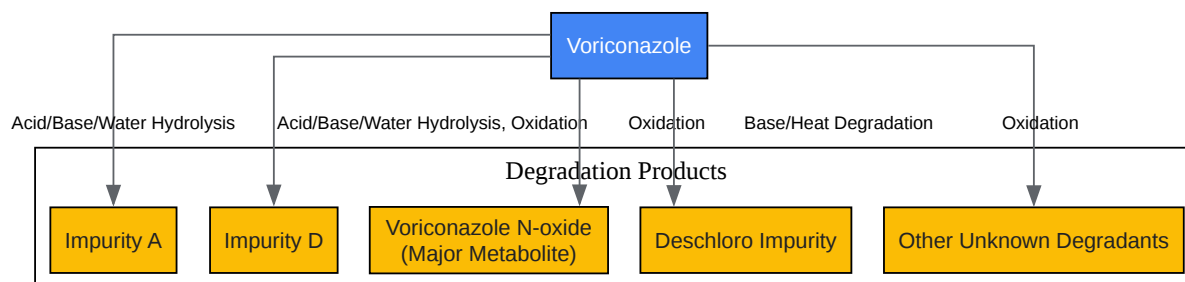 Voriconazole
Acid/Base/Water Hydrolysis
Acid/Base/Water Hydrolysis, Oxidation
Oxidation
Base/Heat Degradation
Oxidation
Degradation Products
Impurity A
Impurity D
Voriconazole N-oxide
(Major Metabolite)
Deschloro Impurity
Other Unknown Degradants